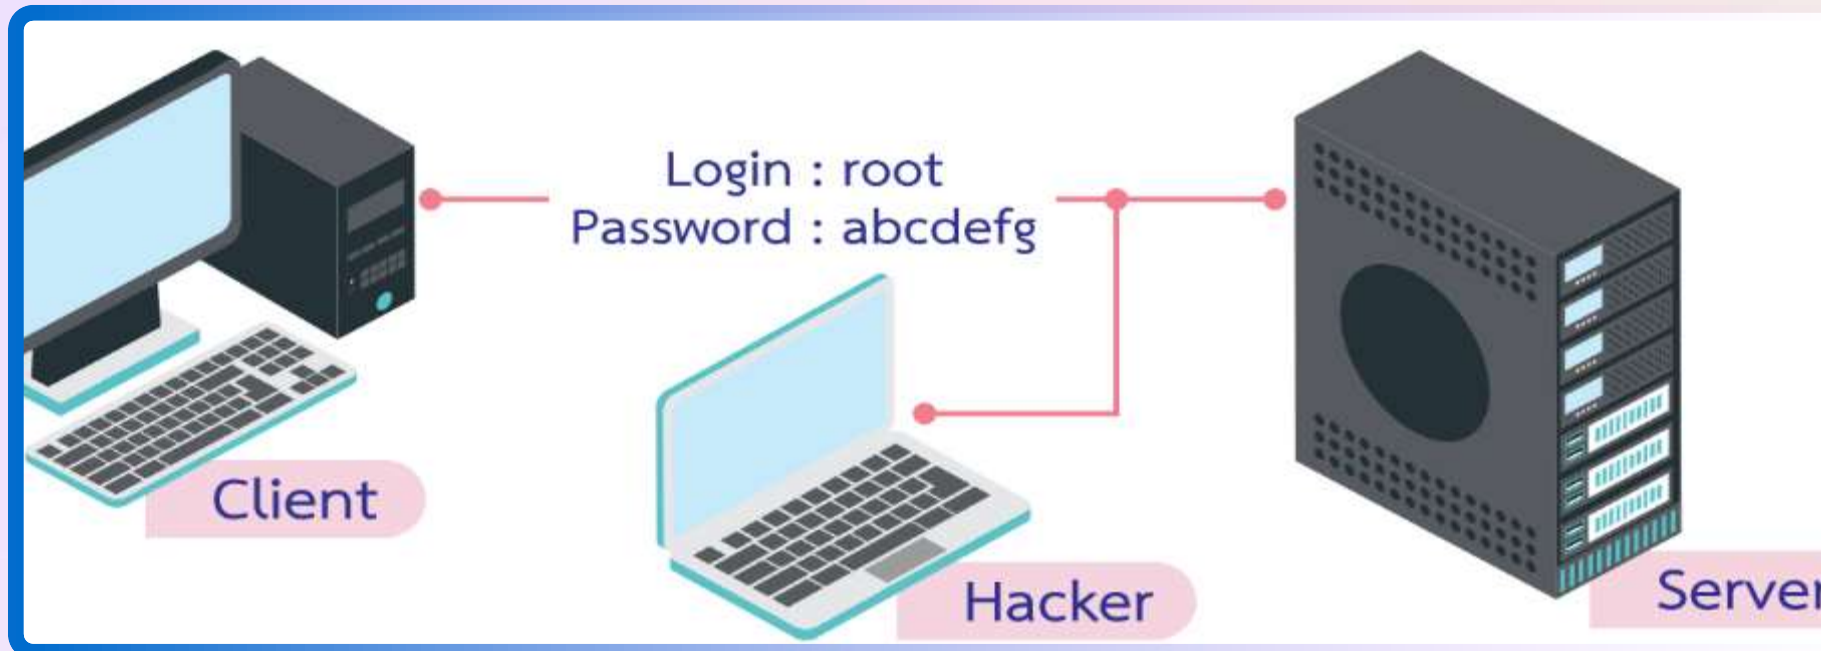 Login : root
Password : abcdefg
Client
Hacker
Server